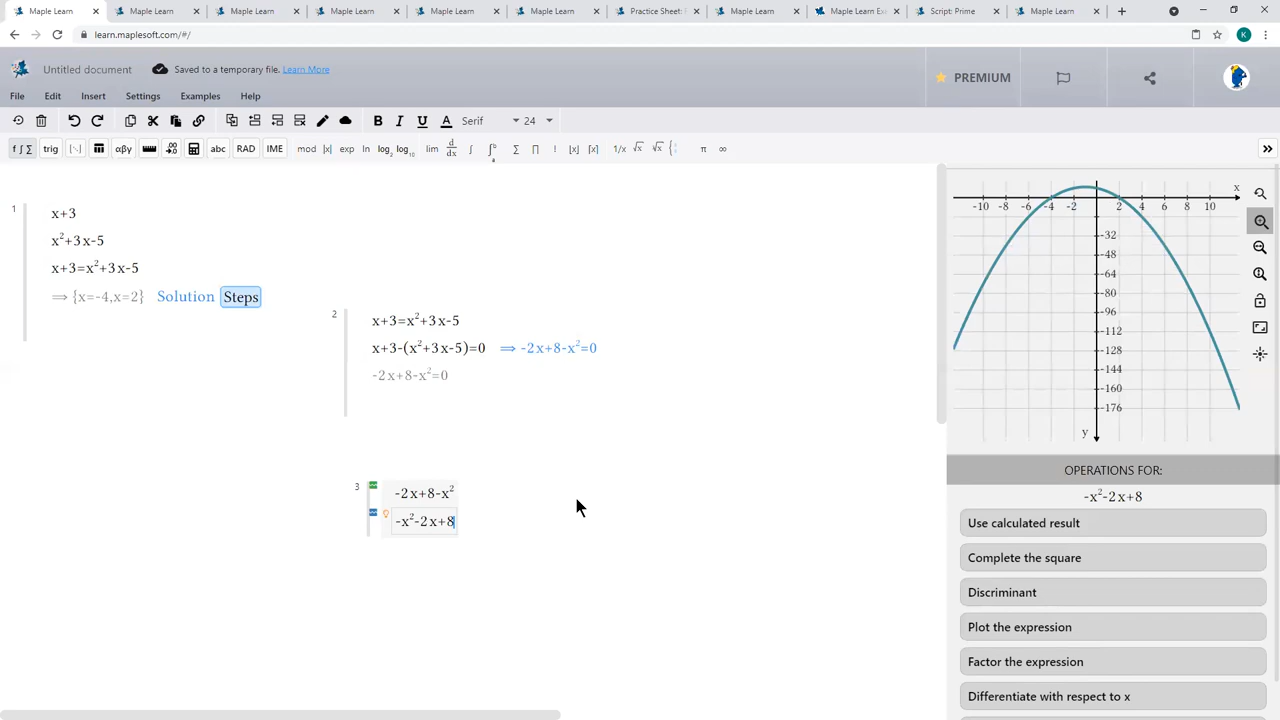 Maple Learn
Maple Learn
Maple Learn
Maple Learn
Maple Learn
Maple Learn
Practice Sheet: F
Maple Learn
Maple Learn Ex
Script: Prime
Maple Learn
learn.maplesoft.com/#/
K
Untitled document
Saved to a temporary file. Learn More
PREMIUM
File Edit Insert Settings Examples Help
B I U A Serif 24
f ∫ ∑ trig αβγ abc RAD IME mod |x| exp ln log₂ log₁₀ lim d/dx ∫ ∫ₐᵇ ∑ ∏ ! ⌊x⌋ ⌈x⌉ 1/x √x √x π ∞
1
x+3
x²+3x-5
x+3=x²+3x-5
⟹ {x=-4,x=2} Solution Steps
2
x+3=x²+3x-5
x+3-(x²+3x-5)=0 ⟹ -2x+8-x²=0
-2x+8-x²=0
3
-2x+8-x²
-x²-2x+8
x
-10 -8 -6 -4 -2 2 4 6 8 10
-32
-48
-64
-80
-96
-112
-128
-144
-160
-176
y
OPERATIONS FOR:
-x²-2x+8
Use calculated result
Complete the square
Discriminant
Plot the expression
Factor the expression
Differentiate with respect to x